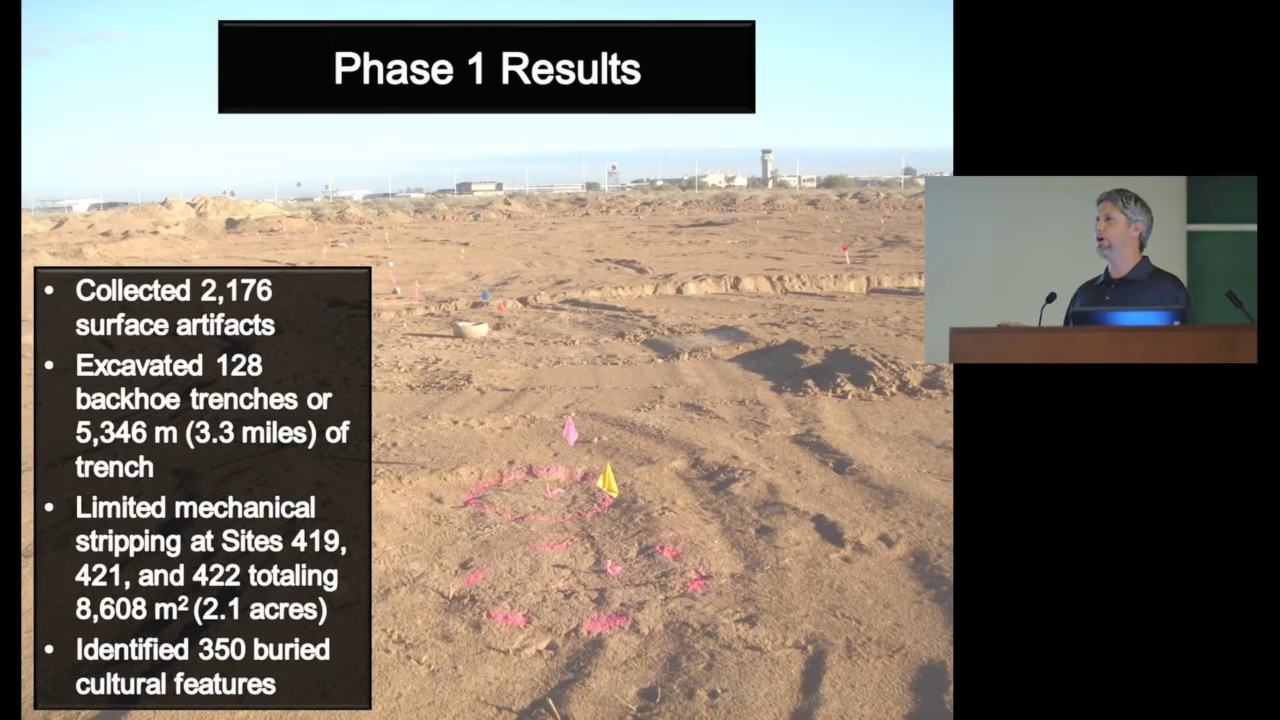 Phase 1 Results
• Collected 2,176
surface artifacts
• Excavated 128
backhoe trenches or
5,346 m (3.3 miles) of
trench
• Limited mechanical
stripping at Sites 419,
421, and 422 totaling
8,608 m² (2.1 acres)
• Identified 350 buried
cultural features